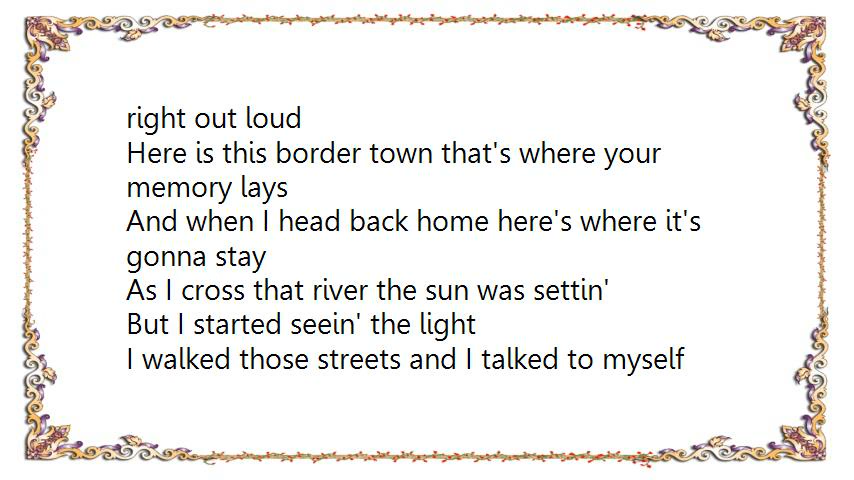 right out loud
Here is this border town that's where your
memory lays
And when I head back home here's where it's
gonna stay
As I cross that river the sun was settin'
But I started seein' the light
I walked those streets and I talked to myself